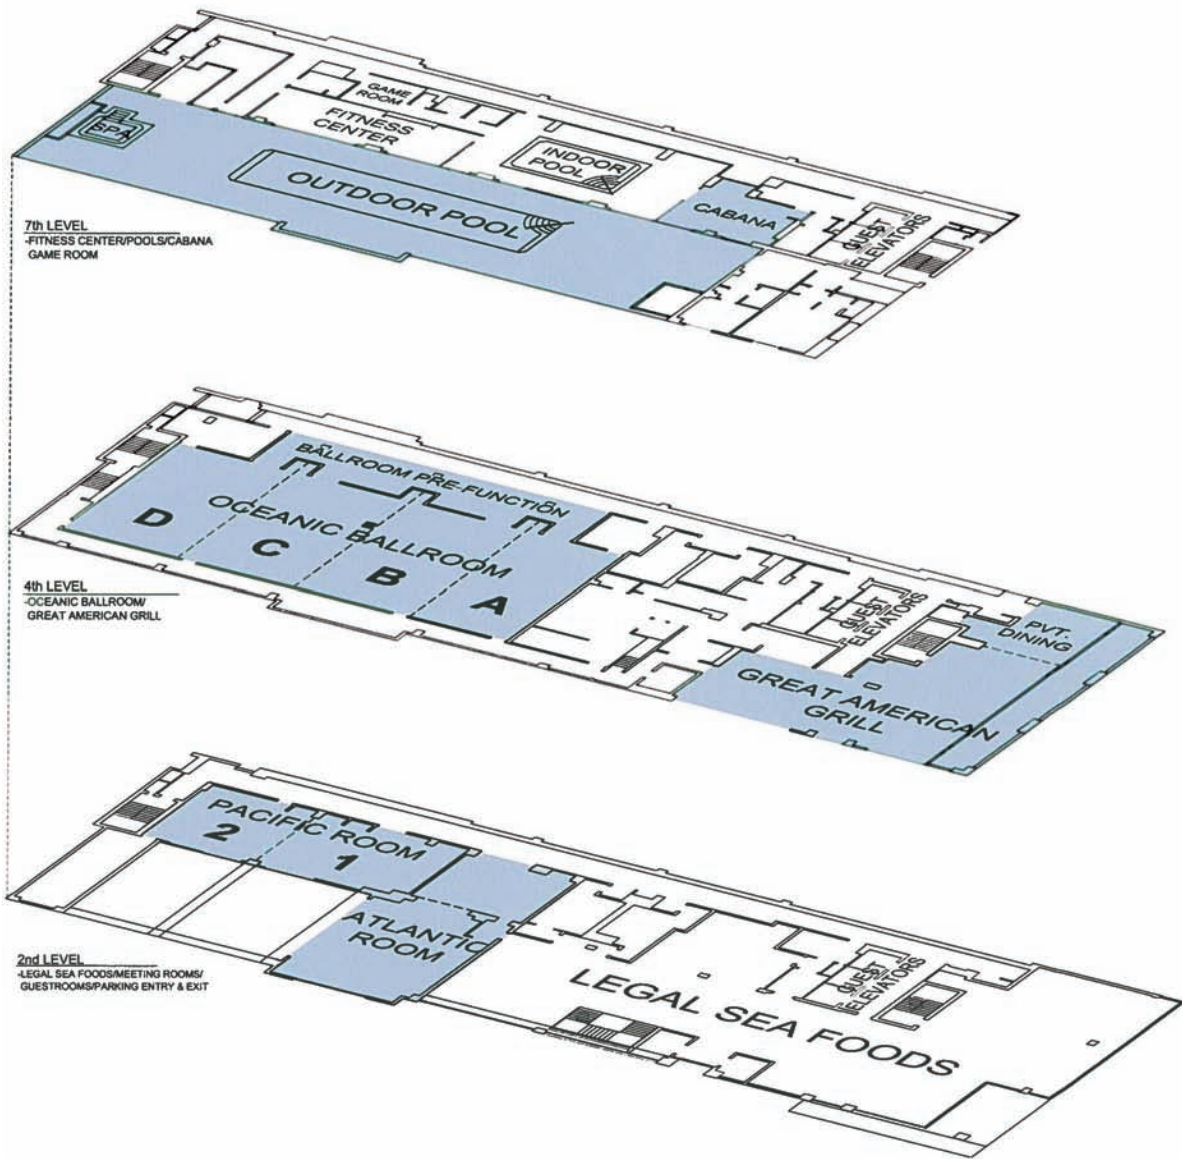 GAME
ROOM
FITNESS
CENTER
SPA
INDOOR
POOL
OUTDOOR POOL
CABANA
GUEST
ELEVATORS
7th LEVEL
-FITNESS CENTER/POOLS/CABANA
GAME ROOM
BALLROOM PRE-FUNCTION
OCEANIC BALLROOM
D
C
B
A
GUEST
ELEVATORS
PVT.
DINING
GREAT AMERICAN
GRILL
4th LEVEL
-OCEANIC BALLROOM/
GREAT AMERICAN GRILL
PACIFIC ROOM
2
1
ATLANTIC
ROOM
GUEST
ELEVATORS
LEGAL SEA FOODS
2nd LEVEL
-LEGAL SEA FOODS/MEETING ROOMS/
GUESTROOMS/PARKING ENTRY & EXIT